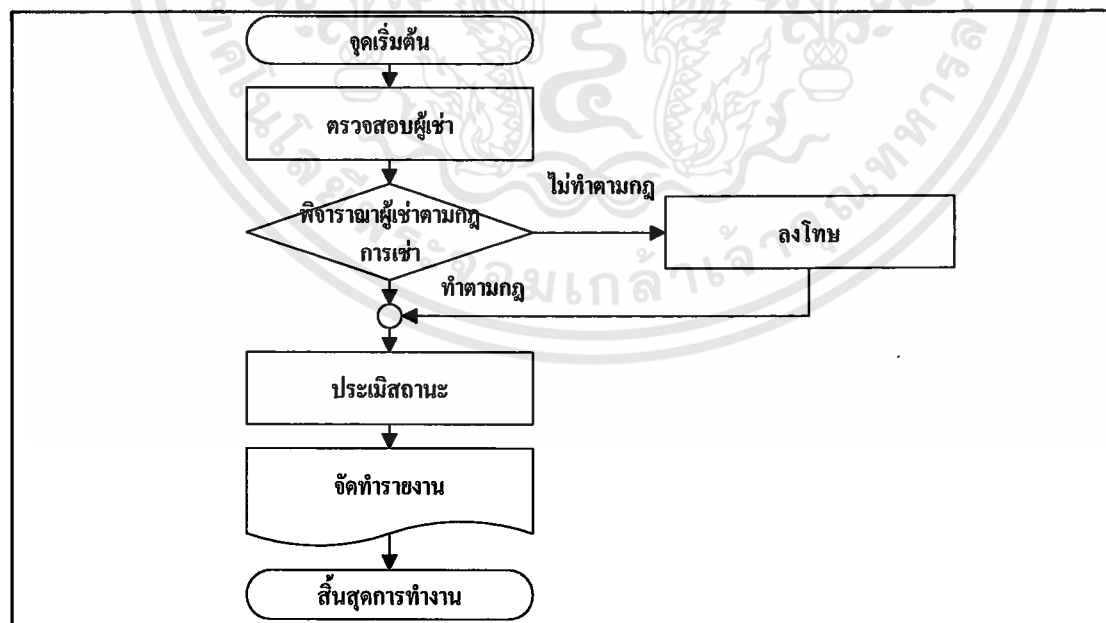 จุดเริ่มต้น
ตรวจสอบผู้เช่า
ไม่ทำตามกฎ
พิจาราฌาผู้เช่าตามกฎ
การเช่า
ลงโทษ
ทำตามกฎ
ประเมิสถานะ
จัดทำรายงาน
สิ้นสุดการทำงาน